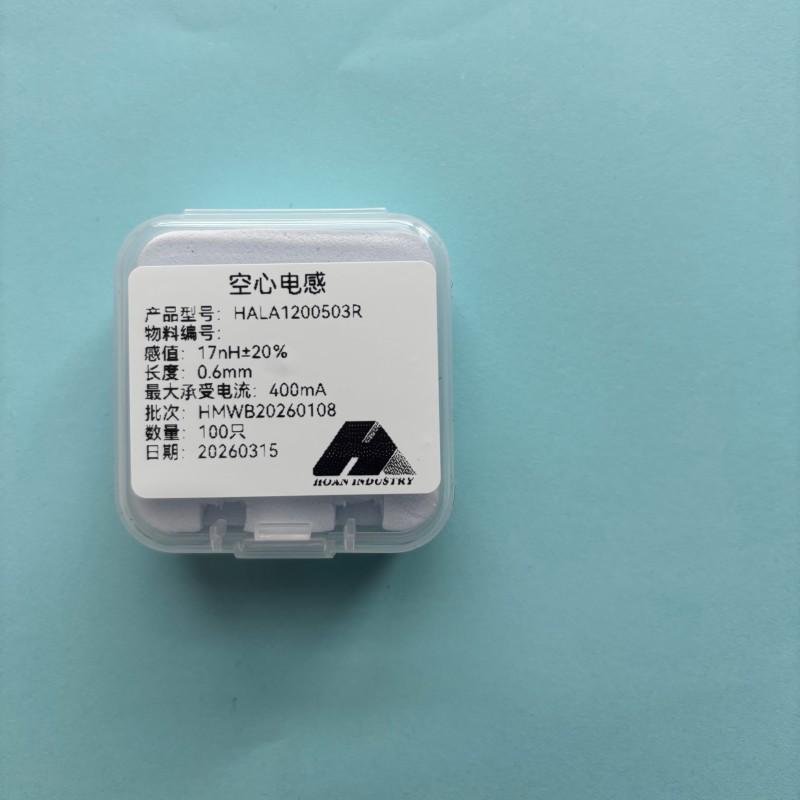 空心电感
产品型号: HALA1200503R
物料编号:
感值: 17nH±20%
长度: 0.6mm
最大承受电流: 400mA
批次: HMWB20260108
数量: 100只
日期: 20260315
HOAN INDUSTRY